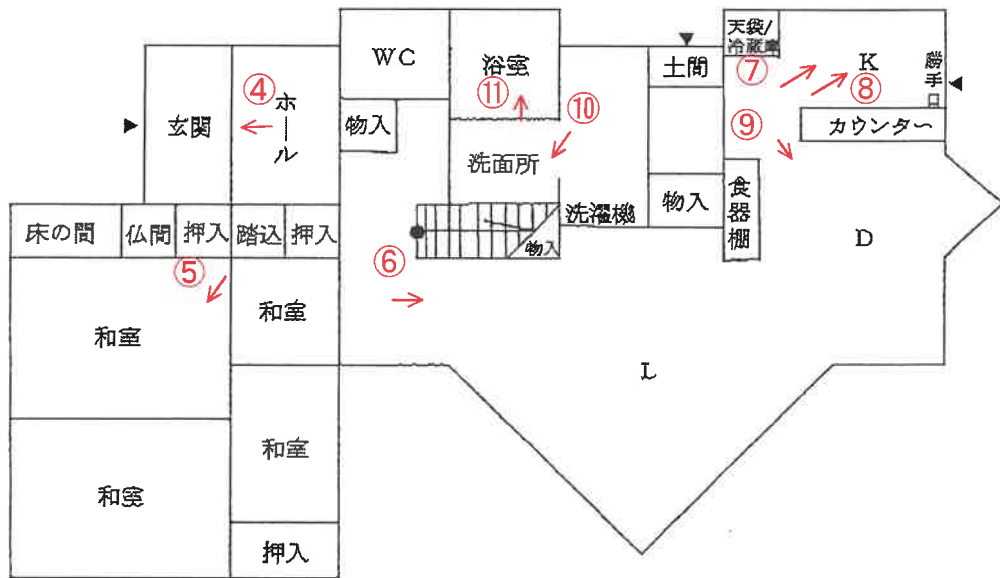 天袋/
冷蔵庫
WC
浴室
土間
K
勝手口
⑦
⑧
④
ホール
⑪
⑩
玄関
物入
⑨
カウンター
洗面所
床の間
仏間
押入
踏込
押入
洗濯機
物入
食器棚
物入
D
⑤
⑥
和室
和室
L
和室
和室
押入